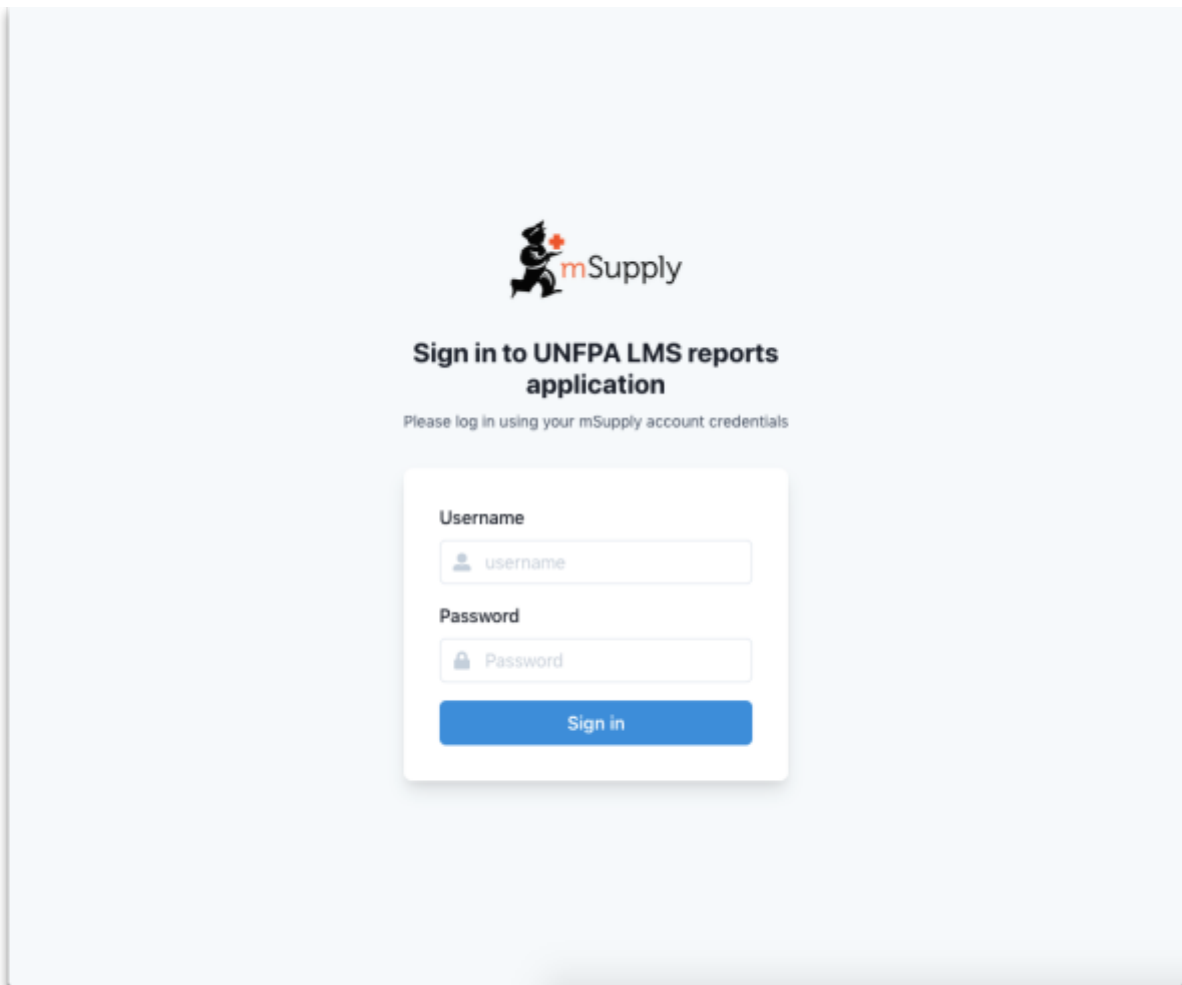 mSupply
Sign in to UNFPA LMS reports
application
Please log in using your mSupply account credentials
Username
username
Password
Password
Sign in